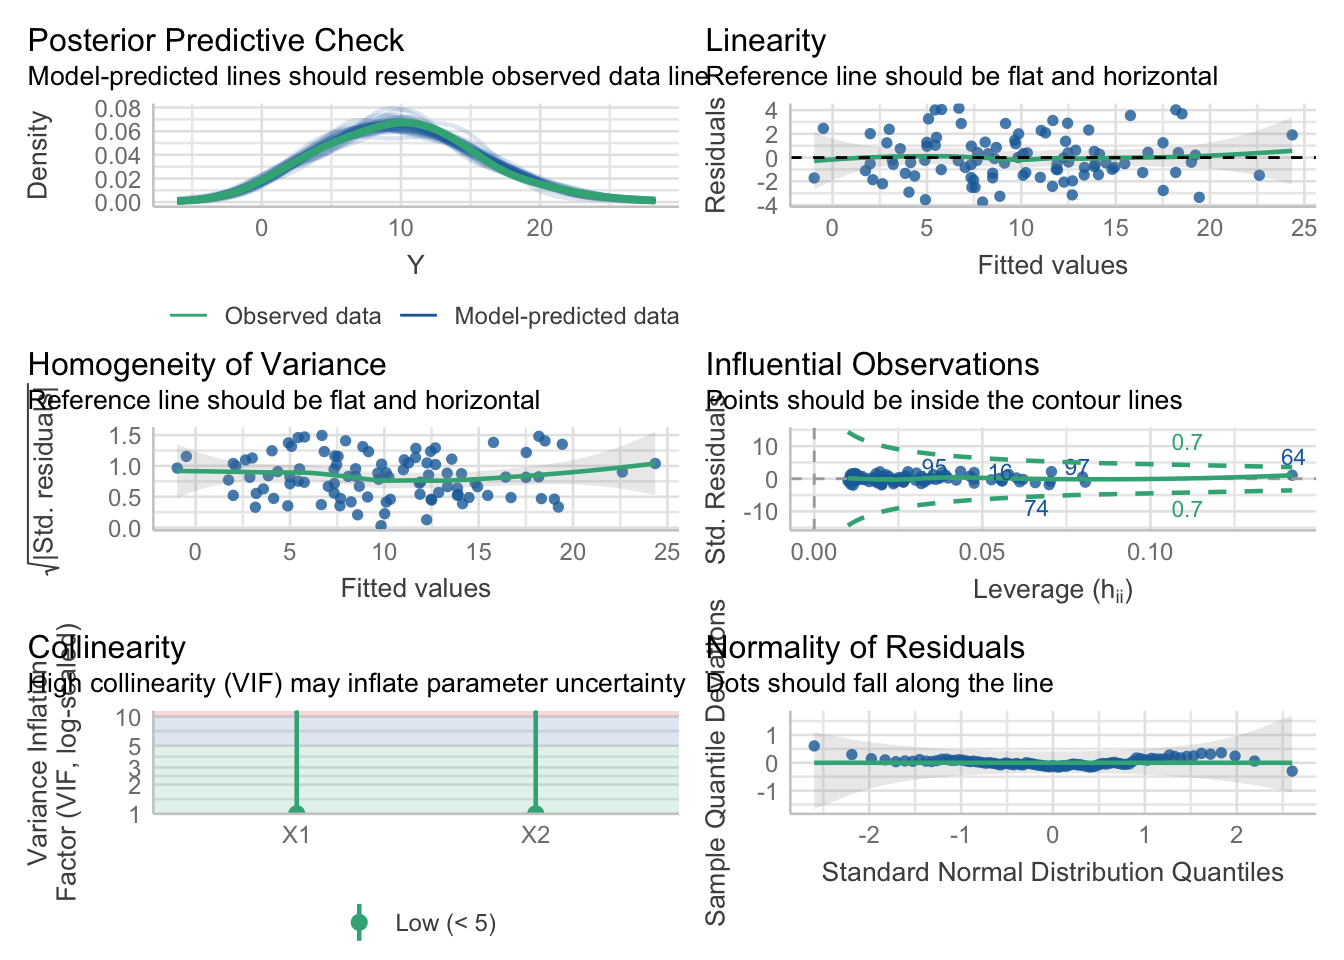 Posterior Predictive Check
Model-predicted lines should resemble observed data line
Density
0.08
0.06
0.04
0.02
0.00
0 10 20
Y
Observed data Model-predicted data
Linearity
Reference line should be flat and horizontal
Residuals
4
2
0
-2
-4
0 5 10 15 20 25
Fitted values
Homogeneity of Variance
Reference line should be flat and horizontal
√|Std. residuals|
1.5
1.0
0.5
0.0
0 5 10 15 20 25
Fitted values
Influential Observations
Points should be inside the contour lines
Std. Residuals
10
0
-10
0.7
95 16 97 64
74
0.7
0.00 0.05 0.10
Leverage (hii)
Collinearity
High collinearity (VIF) may inflate parameter uncertainty
Variance Inflation
Factor (VIF, log-scaled)
10
5
3
2
1
X1 X2
Low (< 5)
Normality of Residuals
Dots should fall along the line
Sample Quantile Deviations
1
0
-1
-2 -1 0 1 2
Standard Normal Distribution Quantiles